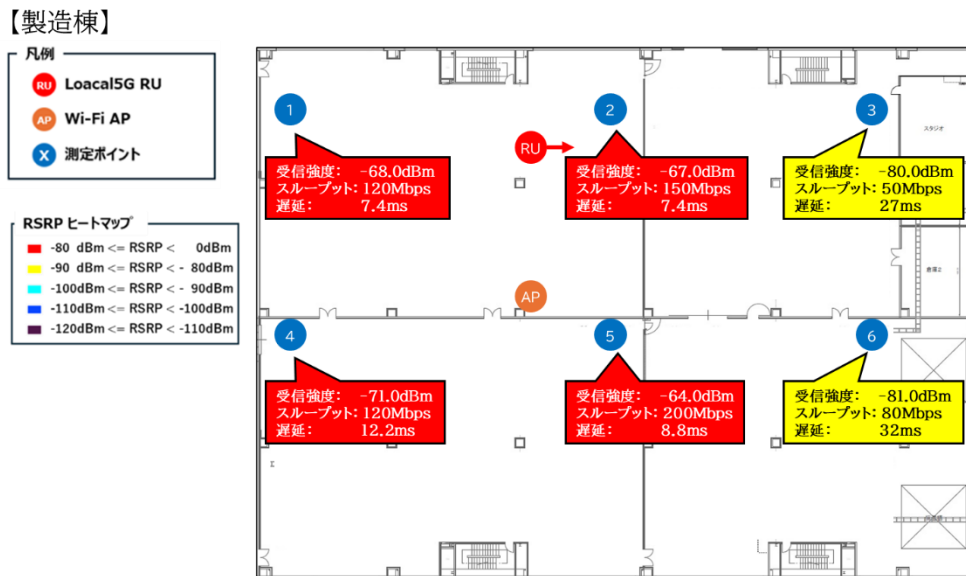 【製造棟】
凡例
RU Loacal5G RU
AP Wi-Fi AP
X 測定ポイント
RSRP ヒートマップ
-80 dBm <= RSRP < 0dBm
-90 dBm <= RSRP < - 80dBm
-100dBm <= RSRP < - 90dBm
-110dBm <= RSRP < -100dBm
-120dBm <= RSRP < -110dBm
1
2
3
スタジオ
RU
受信強度: -68.0dBm
スループット: 120Mbps
遅延: 7.4ms
受信強度: -67.0dBm
スループット: 150Mbps
遅延: 7.4ms
受信強度: -80.0dBm
スループット: 50Mbps
遅延: 27ms
倉庫2
AP
4
5
6
受信強度: -71.0dBm
スループット: 120Mbps
遅延: 12.2ms
受信強度: -64.0dBm
スループット: 200Mbps
遅延: 8.8ms
受信強度: -81.0dBm
スループット: 80Mbps
遅延: 32ms